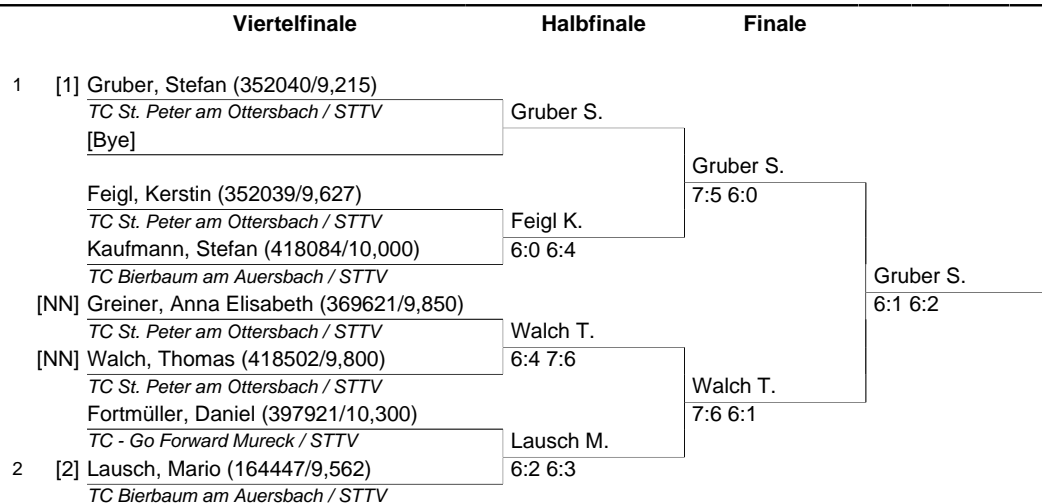 Viertelfinale Halbfinale Finale
1 [1] Gruber, Stefan (352040/9,215)
TC St. Peter am Ottersbach / STTV Gruber S.
[Bye]
Gruber S.
Feigl, Kerstin (352039/9,627) 7:5 6:0
TC St. Peter am Ottersbach / STTV Feigl K.
Kaufmann, Stefan (418084/10,000) 6:0 6:4
TC Bierbaum am Auersbach / STTV Gruber S.
[NN] Greiner, Anna Elisabeth (369621/9,850) 6:1 6:2
TC St. Peter am Ottersbach / STTV Walch T.
[NN] Walch, Thomas (418502/9,800) 6:4 7:6
TC St. Peter am Ottersbach / STTV Walch T.
Fortmüller, Daniel (397921/10,300) 7:6 6:1
TC - Go Forward Mureck / STTV Lausch M.
2 [2] Lausch, Mario (164447/9,562) 6:2 6:3
TC Bierbaum am Auersbach / STTV